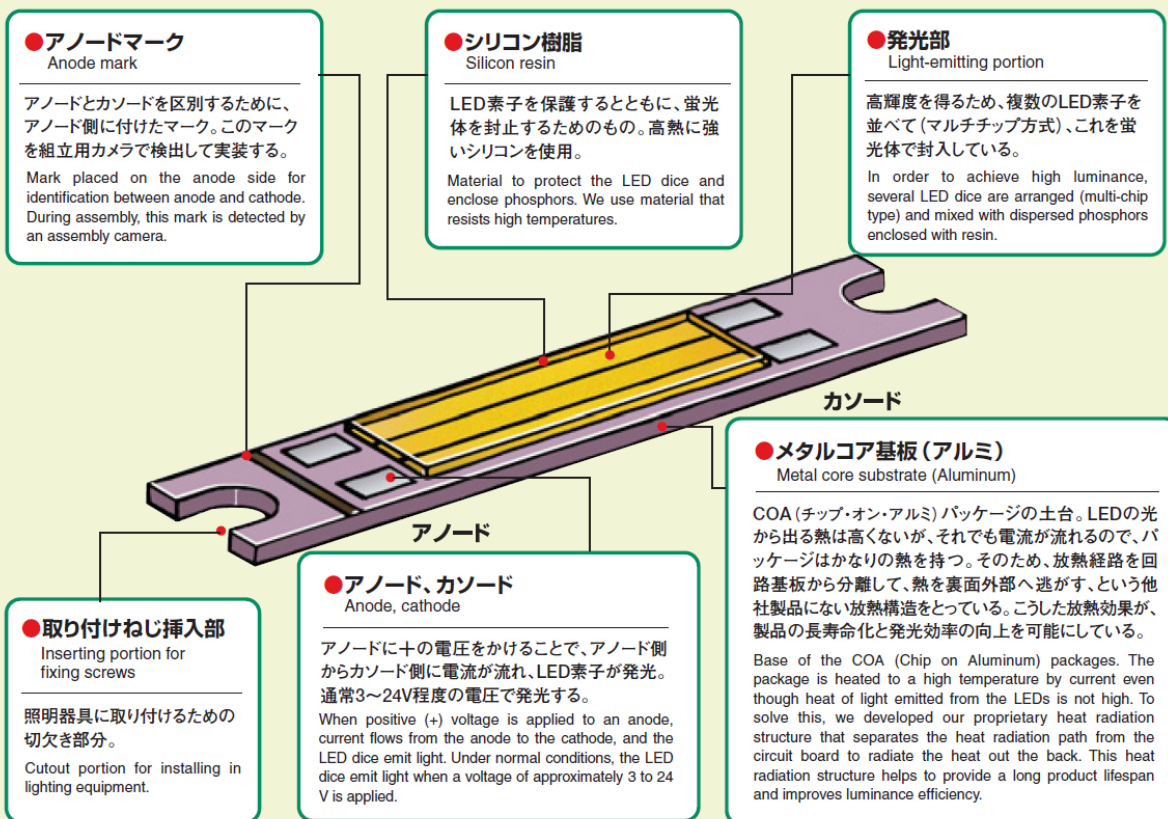 ●アノードマーク
Anode mark
アノードとカソードを区別するために、
アノード側に付けたマーク。このマーク
を組立用カメラで検出して実装する。
Mark placed on the anode side for
identification between anode and cathode.
During assembly, this mark is detected by
an assembly camera.
●シリコン樹脂
Silicon resin
LED素子を保護するとともに、蛍光
体を封止するためのもの。高熱に強
いシリコンを使用。
Material to protect the LED dice and
enclose phosphors. We use material that
resists high temperatures.
●発光部
Light-emitting portion
高輝度を得るため、複数のLED素子を
並べて(マルチチップ方式)、これを蛍
光体で封入している。
In order to achieve high luminance,
several LED dice are arranged (multi-chip
type) and mixed with dispersed phosphors
enclosed with resin.
カソード
アノード
●取り付けねじ挿入部
Inserting portion for
fixing screws
照明器具に取り付けるための
切欠き部分。
Cutout portion for installing in
lighting equipment.
●アノード、カソード
Anode, cathode
アノードに+の電圧をかけることで、アノード側
からカソード側に電流が流れ、LED素子が発光。
通常3〜24V程度の電圧で発光する。
When positive (+) voltage is applied to an anode,
current flows from the anode to the cathode, and the
LED dice emit light. Under normal conditions, the LED
dice emit light when a voltage of approximately 3 to 24
V is applied.
●メタルコア基板(アルミ)
Metal core substrate (Aluminum)
COA(チップ・オン・アルミ)パッケージの土台。LEDの光
から出る熱は高くないが、それでも電流が流れるので、パ
ッケージはかなりの熱を持つ。そのため、放熱経路を回
路基板から分離して、熱を裏面外部へ逃がす、という他
社製品にない放熱構造をとっている。こうした放熱効果が、
製品の長寿命化と発光効率の向上を可能にしている。
Base of the COA (Chip on Aluminum) packages. The
package is heated to a high temperature by current even
though heat of light emitted from the LEDs is not high. To
solve this, we developed our proprietary heat radiation
structure that separates the heat radiation path from the
circuit board to radiate the heat out the back. This heat
radiation structure helps to provide a long product lifespan
and improves luminance efficiency.